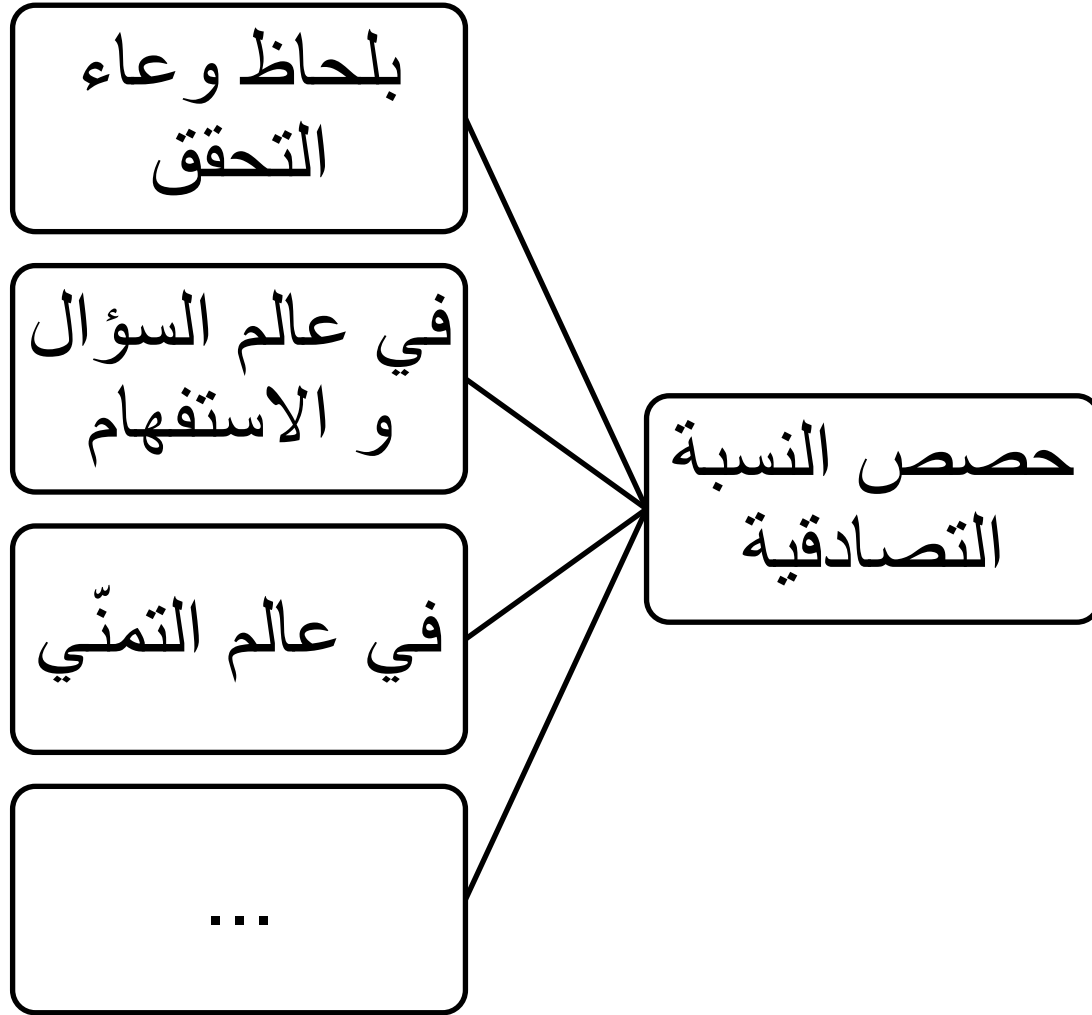 حصص النسبة
التصادقية
بلحاظ وعاء
التحقق
في عالم السؤال
و الاستفهام
في عالم التمنّي
...